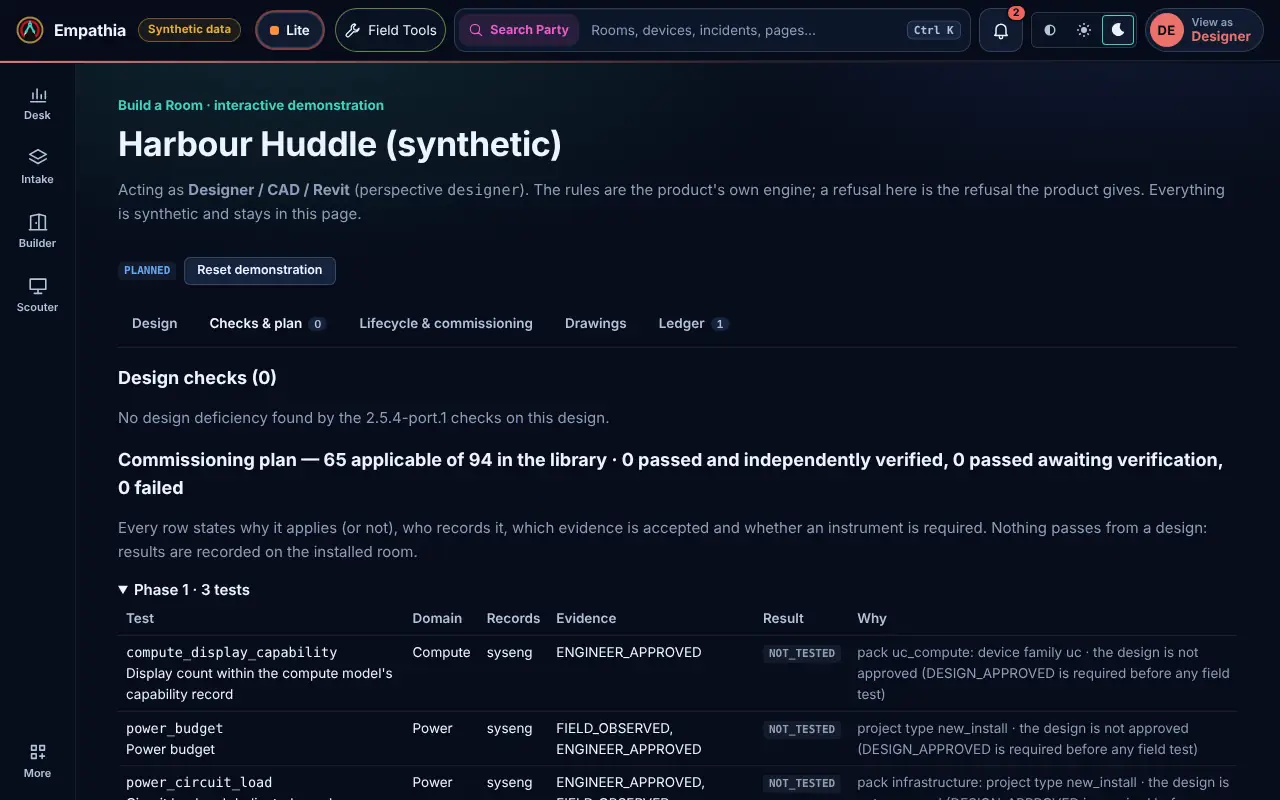 Empathia
Synthetic data
Lite
Field Tools
Search Party
Rooms, devices, incidents, pages...
Ctrl K
2
DE
View as
Designer
Desk
Intake
Builder
Scouter
More
Build a Room · interactive demonstration
Harbour Huddle (synthetic)
Acting as Designer / CAD / Revit (perspective designer). The rules are the product's own engine; a refusal here is the refusal the product gives. Everything
is synthetic and stays in this page.
PLANNED
Reset demonstration
Design
Checks & plan 0
Lifecycle & commissioning
Drawings
Ledger 1
Design checks (0)
No design deficiency found by the 2.5.4-port.1 checks on this design.
Commissioning plan — 65 applicable of 94 in the library · 0 passed and independently verified, 0 passed awaiting verification,
0 failed
Every row states why it applies (or not), who records it, which evidence is accepted and whether an instrument is required. Nothing passes from a design:
results are recorded on the installed room.
▼ Phase 1 · 3 tests
Test Domain Records Evidence Result Why
compute_display_capability Compute syseng ENGINEER_APPROVED NOT_TESTED pack uc_compute: device family uc · the design is not
Display count within the compute model's approved (DESIGN_APPROVED is required before any field
capability record test)
power_budget Power syseng FIELD_OBSERVED, NOT_TESTED project type new_install · the design is not approved
Power budget ENGINEER_APPROVED (DESIGN_APPROVED is required before any field test)
power_circuit_load Power syseng ENGINEER_APPROVED, NOT_TESTED pack infrastructure: project type new_install · the design is